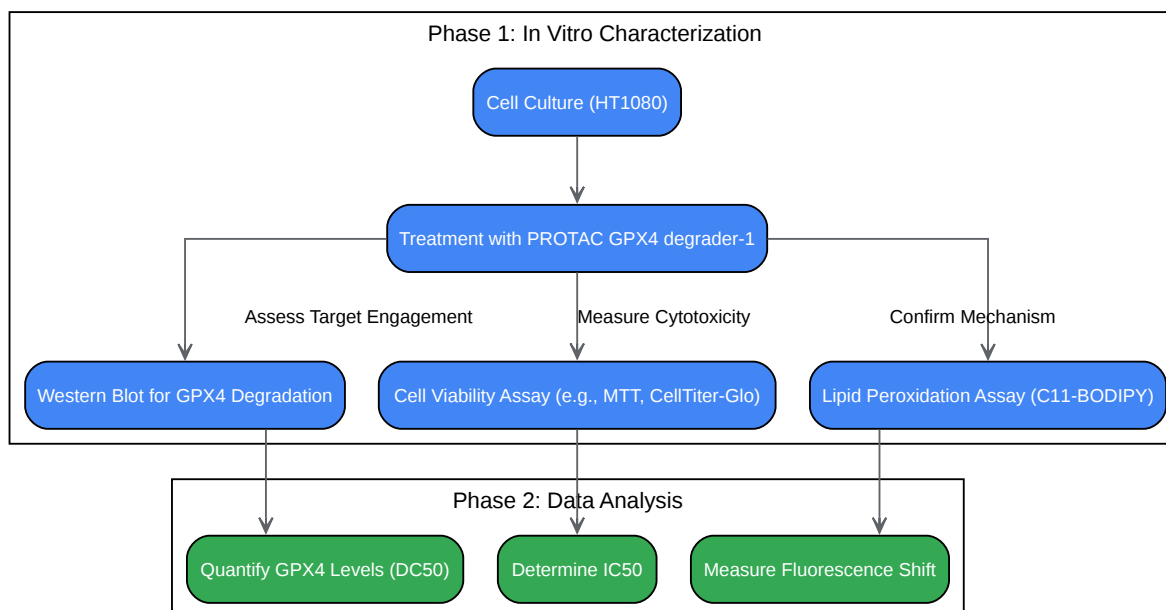 Phase 1: In Vitro Characterization
Cell Culture (HT1080)
Treatment with PROTAC GPX4 degrader-1
Assess Target Engagement
Measure Cytotoxicity
Confirm Mechanism
Western Blot for GPX4 Degradation
Cell Viability Assay (e.g., MTT, CellTiter-Glo)
Lipid Peroxidation Assay (C11-BODIPY)
Phase 2: Data Analysis
Quantify GPX4 Levels (DC50)
Determine IC50
Measure Fluorescence Shift